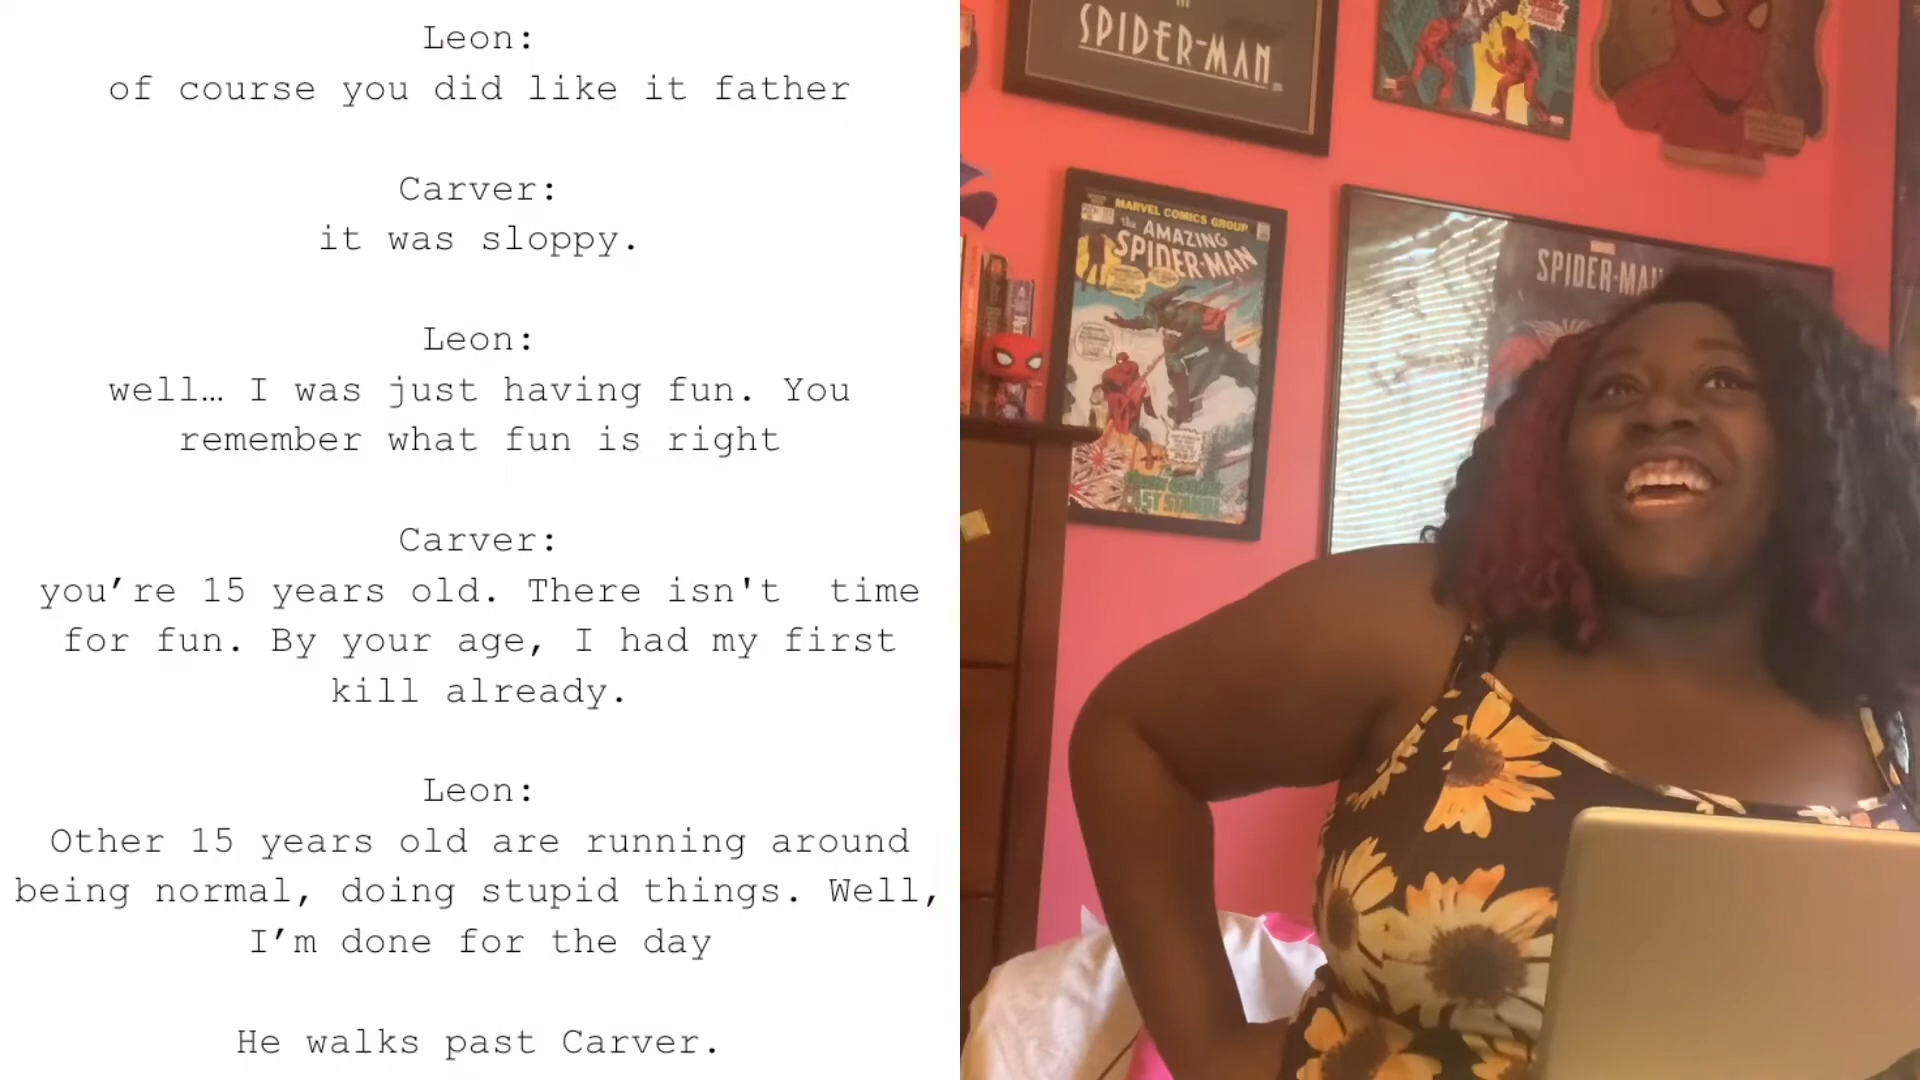 Leon:
of course you did like it father
Carver:
it was sloppy.
Leon:
well… I was just having fun. You
remember what fun is right
Carver:
you’re 15 years old. There isn't  time
for fun. By your age, I had my first
kill already.
Leon:
Other 15 years old are running around
being normal, doing stupid things. Well,
I’m done for the day
He walks past Carver.
SPIDER-MAN
MARVEL COMICS GROUP
the AMAZING
SPIDER-MAN
SPIDER-MAN